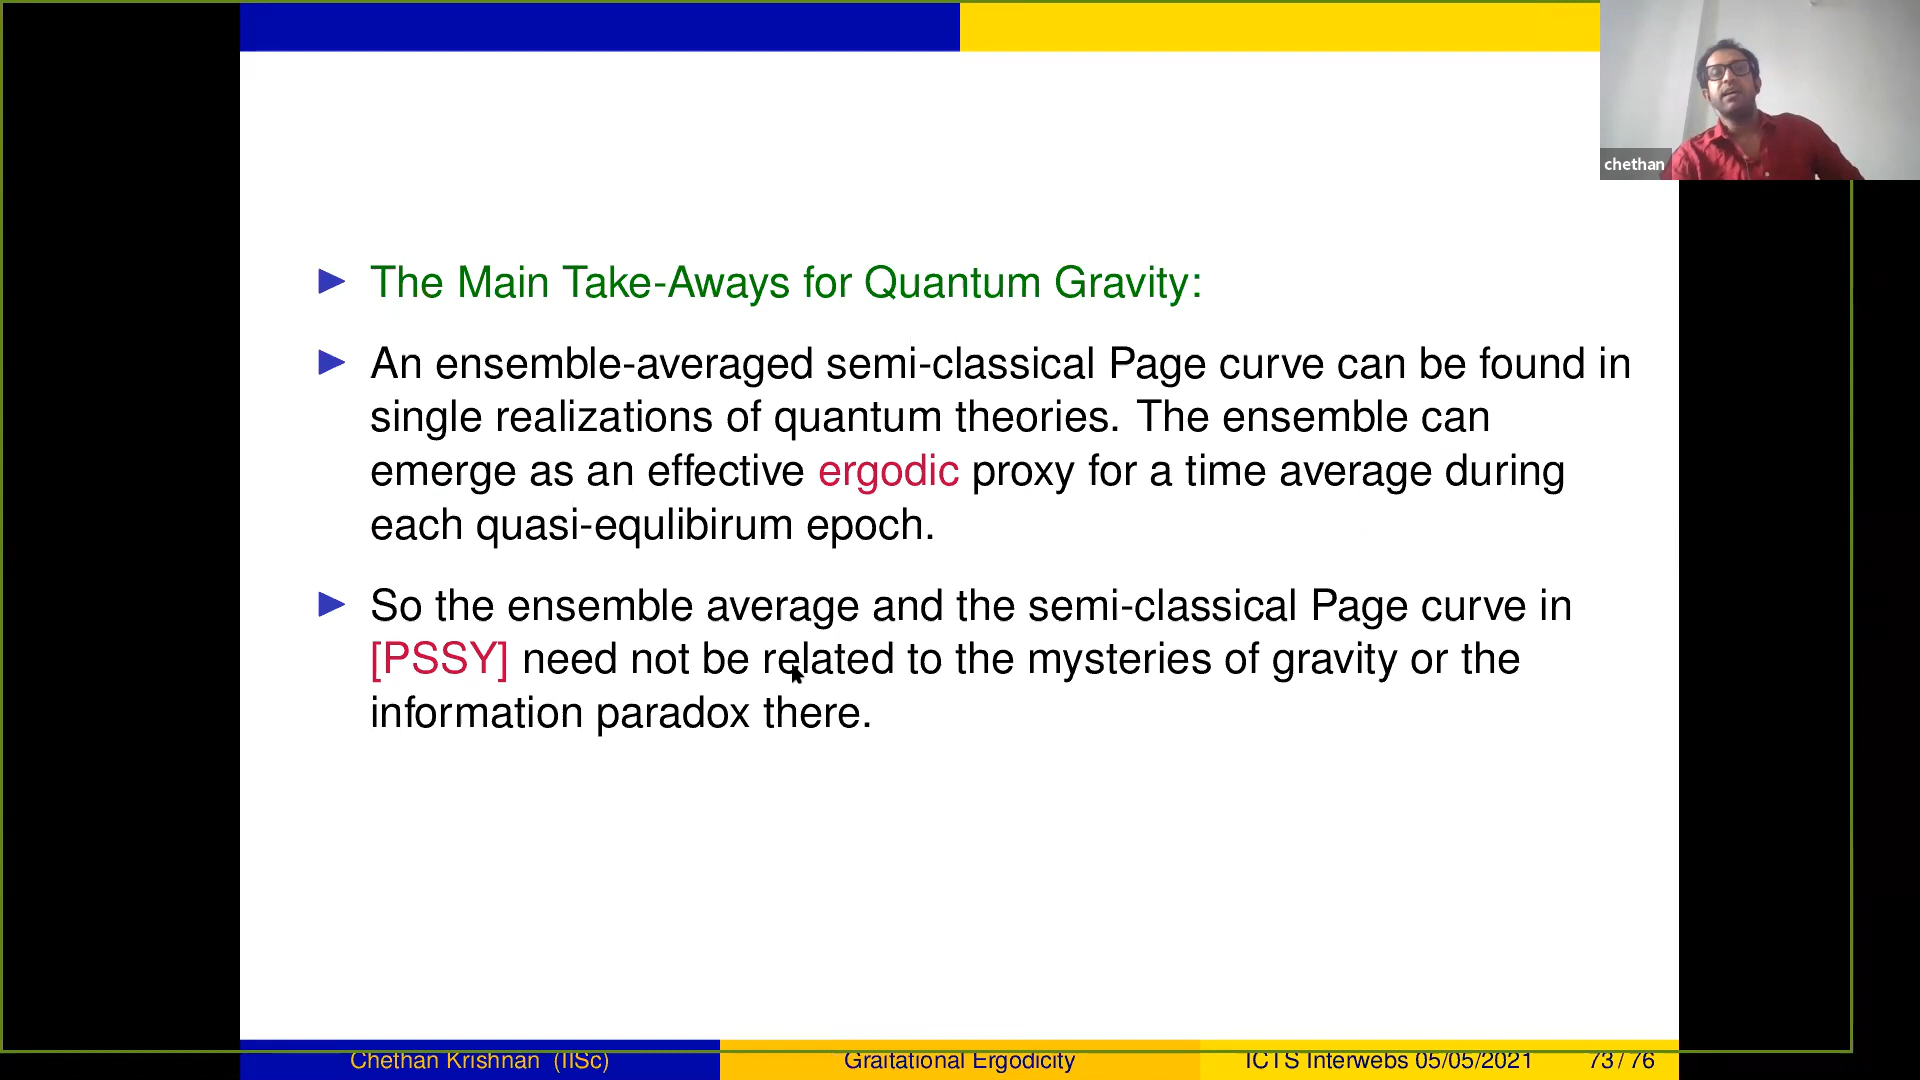 chethan
The Main Take-Aways for Quantum Gravity:
An ensemble-averaged semi-classical Page curve can be found in
single realizations of quantum theories. The ensemble can
emerge as an effective ergodic proxy for a time average during
each quasi-equlibirum epoch.
So the ensemble average and the semi-classical Page curve in
[PSSY] need not be related to the mysteries of gravity or the
information paradox there.
Chethan Krishnan (IISc) Graitational Ergodicity ICTS Interwebs 05/05/2021 73 / 76